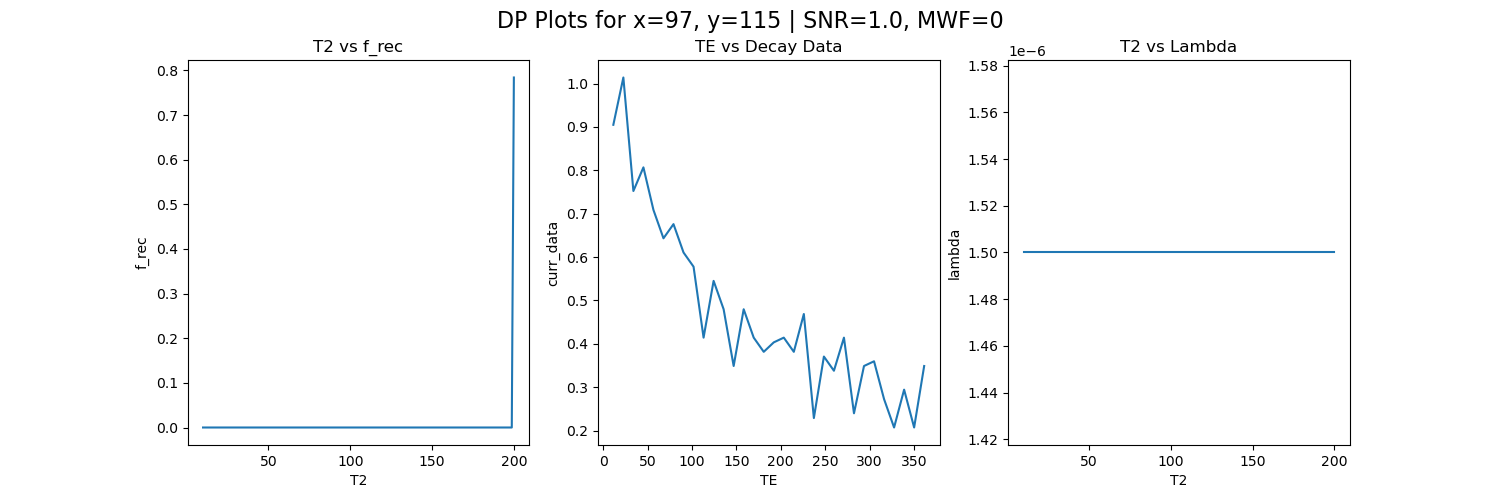 DP Plots for x=97, y=115 | SNR=1.0, MWF=0
T2 vs f_rec
0.8
0.7
0.6
0.5
0.4
0.3
0.2
0.1
0.0
f_rec
50 100 150 200
T2
TE vs Decay Data
1.0
0.9
0.8
0.7
0.6
0.5
0.4
0.3
0.2
curr_data
0 50 100 150 200 250 300 350
TE
T2 vs Lambda
1e−6
1.58
1.56
1.54
1.52
1.50
1.48
1.46
1.44
1.42
lambda
50 100 150 200
T2